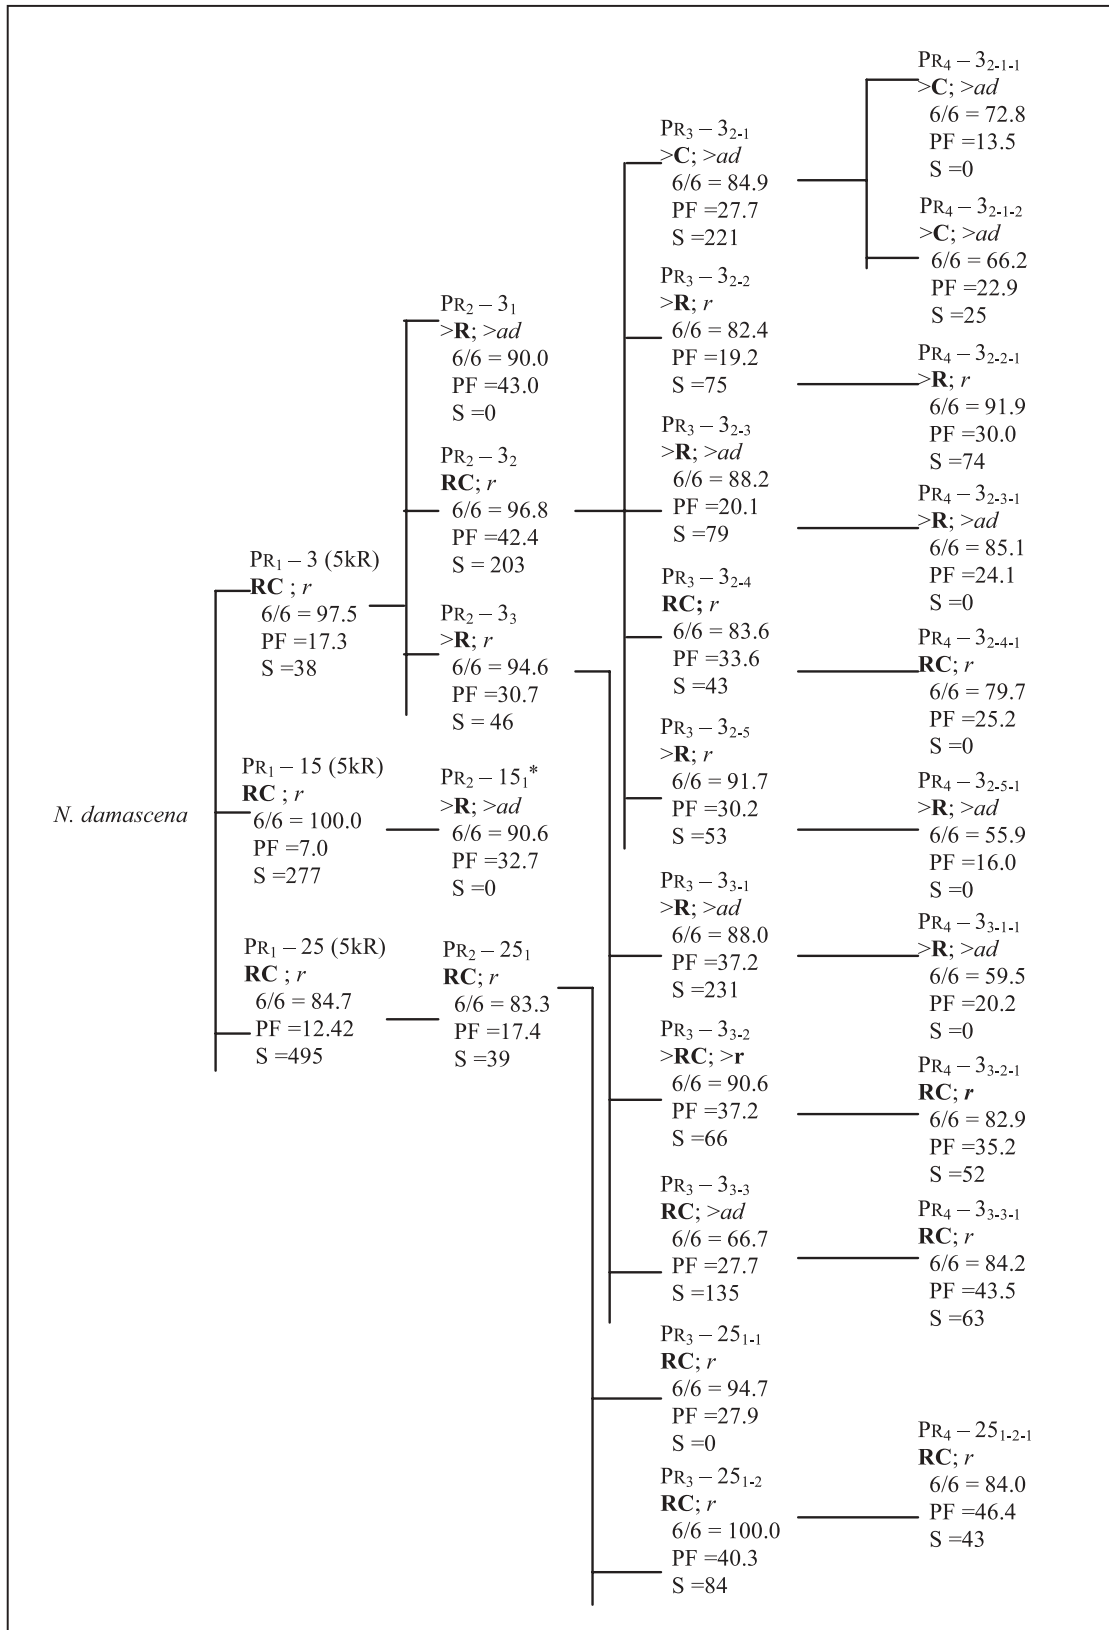 N. damascena
PR₁ – 3 (5kR)
RC ; r
6/6 = 97.5
PF =17.3
S =38
PR₁ – 15 (5kR)
RC ; r
6/6 = 100.0
PF =7.0
S =277
PR₁ – 25 (5kR)
RC ; r
6/6 = 84.7
PF =12.42
S =495
PR₂ – 3₁
>R; >ad
6/6 = 90.0
PF =43.0
S =0
PR₂ – 3₂
RC; r
6/6 = 96.8
PF =42.4
S = 203
PR₂ – 3₃
>R; r
6/6 = 94.6
PF =30.7
S = 46
PR₂ – 15₁*
>R; >ad
6/6 = 90.6
PF =32.7
S =0
PR₂ – 25₁
RC; r
6/6 = 83.3
PF =17.4
S =39
PR₃ – 3₂₋₁
>C; >ad
6/6 = 84.9
PF =27.7
S =221
PR₃ – 3₂₋₂
>R; r
6/6 = 82.4
PF =19.2
S =75
PR₃ – 3₂₋₃
>R; >ad
6/6 = 88.2
PF =20.1
S =79
PR₃ – 3₂₋₄
RC; r
6/6 = 83.6
PF =33.6
S =43
PR₃ – 3₂₋₅
>R; r
6/6 = 91.7
PF =30.2
S =53
PR₃ – 3₃₋₁
>R; >ad
6/6 = 88.0
PF =37.2
S =231
PR₃ – 3₃₋₂
>RC; >r
6/6 = 90.6
PF =37.2
S =66
PR₃ – 3₃₋₃
RC; >ad
6/6 = 66.7
PF =27.7
S =135
PR₃ – 25₁₋₁
RC; r
6/6 = 94.7
PF =27.9
S =0
PR₃ – 25₁₋₂
RC; r
6/6 = 100.0
PF =40.3
S =84
PR₄ – 3₂₋₁₋₁
>C; >ad
6/6 = 72.8
PF =13.5
S =0
PR₄ – 3₂₋₁₋₂
>C; >ad
6/6 = 66.2
PF =22.9
S =25
PR₄ – 3₂₋₂₋₁
>R; r
6/6 = 91.9
PF =30.0
S =74
PR₄ – 3₂₋₃₋₁
>R; >ad
6/6 = 85.1
PF =24.1
S =0
PR₄ – 3₂₋₄₋₁
RC; r
6/6 = 79.7
PF =25.2
S =0
PR₄ – 3₂₋₅₋₁
>R; >ad
6/6 = 55.9
PF =16.0
S =0
PR₄ – 3₃₋₁₋₁
>R; >ad
6/6 = 59.5
PF =20.2
S =0
PR₄ – 3₃₋₂₋₁
RC; r
6/6 = 82.9
PF =35.2
S =52
PR₄ – 3₃₋₃₋₁
RC; r
6/6 = 84.2
PF =43.5
S =63
PR₄ – 25₁₋₂₋₁
RC; r
6/6 = 84.0
PF =46.4
S =43